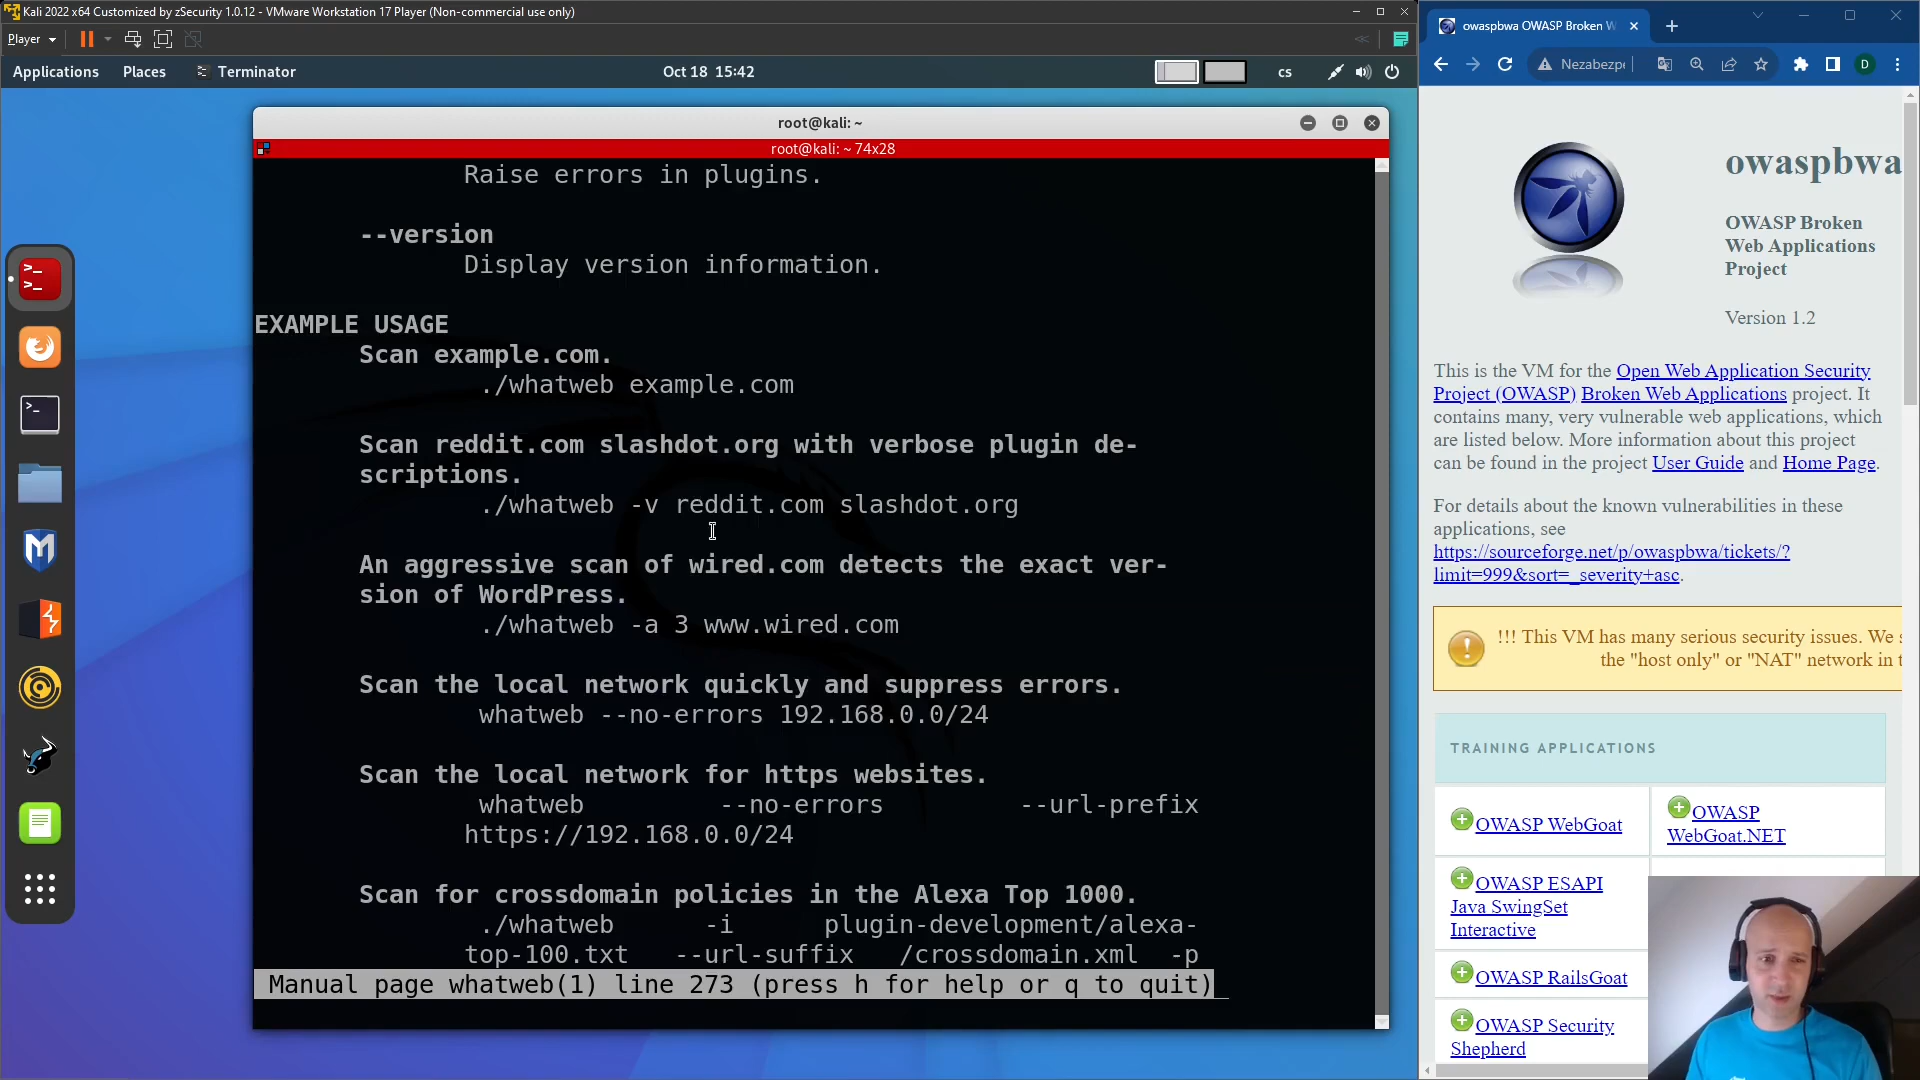 Kali 2022 x64 Customized by zSecurity 1.0.12 - VMware Workstation 17 Player (Non-commercial use only)
Player
Applications Places Terminator
Oct 18 15:42
cs
root@kali: ~
root@kali: ~ 74x28
Raise errors in plugins.
--version
Display version information.
EXAMPLE USAGE
Scan example.com.
./whatweb example.com
Scan reddit.com slashdot.org with verbose plugin de-
scriptions.
./whatweb -v reddit.com slashdot.org
An aggressive scan of wired.com detects the exact ver-
sion of WordPress.
./whatweb -a 3 www.wired.com
Scan the local network quickly and suppress errors.
whatweb --no-errors 192.168.0.0/24
Scan the local network for https websites.
whatweb --no-errors --url-prefix
https://192.168.0.0/24
Scan for crossdomain policies in the Alexa Top 1000.
./whatweb -i plugin-development/alexa-
top-100.txt --url-suffix /crossdomain.xml -p
Manual page whatweb(1) line 273 (press h for help or q to quit)
owaspbwa OWASP Broken W
Nezabezpe
D
owaspbwa
OWASP Broken
Web Applications
Project
Version 1.2
This is the VM for the Open Web Application Security
Project (OWASP) Broken Web Applications project. It
contains many, very vulnerable web applications, which
are listed below. More information about this project
can be found in the project User Guide and Home Page.
For details about the known vulnerabilities in these
applications, see
https://sourceforge.net/p/owaspbwa/tickets/?
limit=999&sort=_severity+asc.
!!! This VM has many serious security issues. We s
the "host only" or "NAT" network in t
TRAINING APPLICATIONS
OWASP WebGoat
OWASP
WebGoat.NET
OWASP ESAPI
Java SwingSet
Interactive
OWASP RailsGoat
OWASP Security
Shepherd